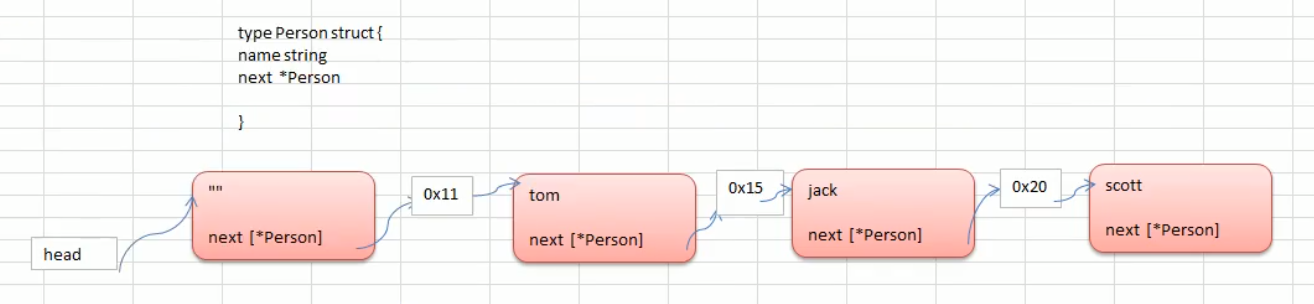 type Person struct {
name string
next *Person
}
""
next [*Person]
0x11
tom
next [*Person]
0x15
jack
next [*Person]
0x20
scott
next [*Person]
head